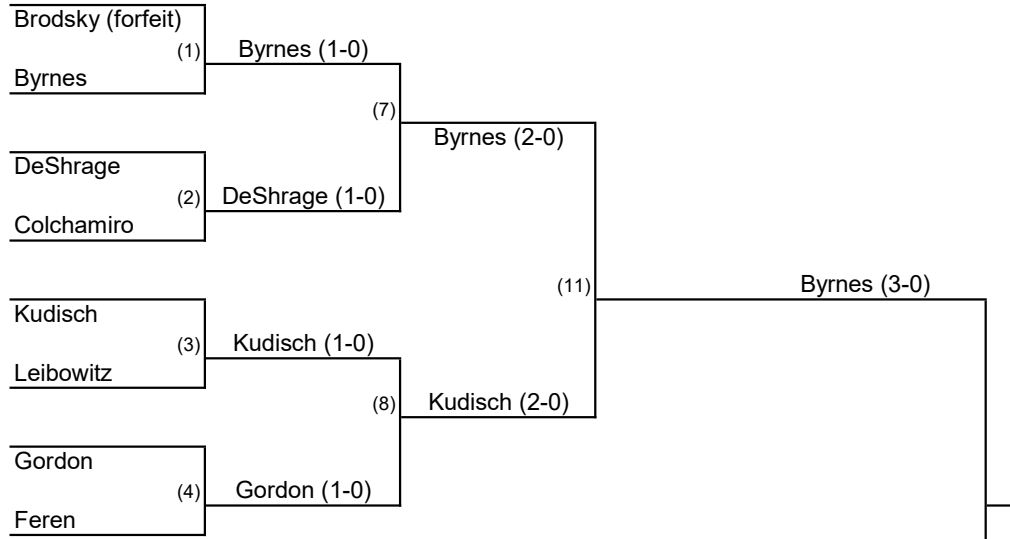 Brodsky (forfeit)
(1)
Byrnes (1-0)
Byrnes
(7)
Byrnes (2-0)
DeShrage
(2)
DeShrage (1-0)
Colchamiro
(11)
Byrnes (3-0)
Kudisch
(3)
Kudisch (1-0)
Leibowitz
(8)
Kudisch (2-0)
Gordon
(4)
Gordon (1-0)
Feren